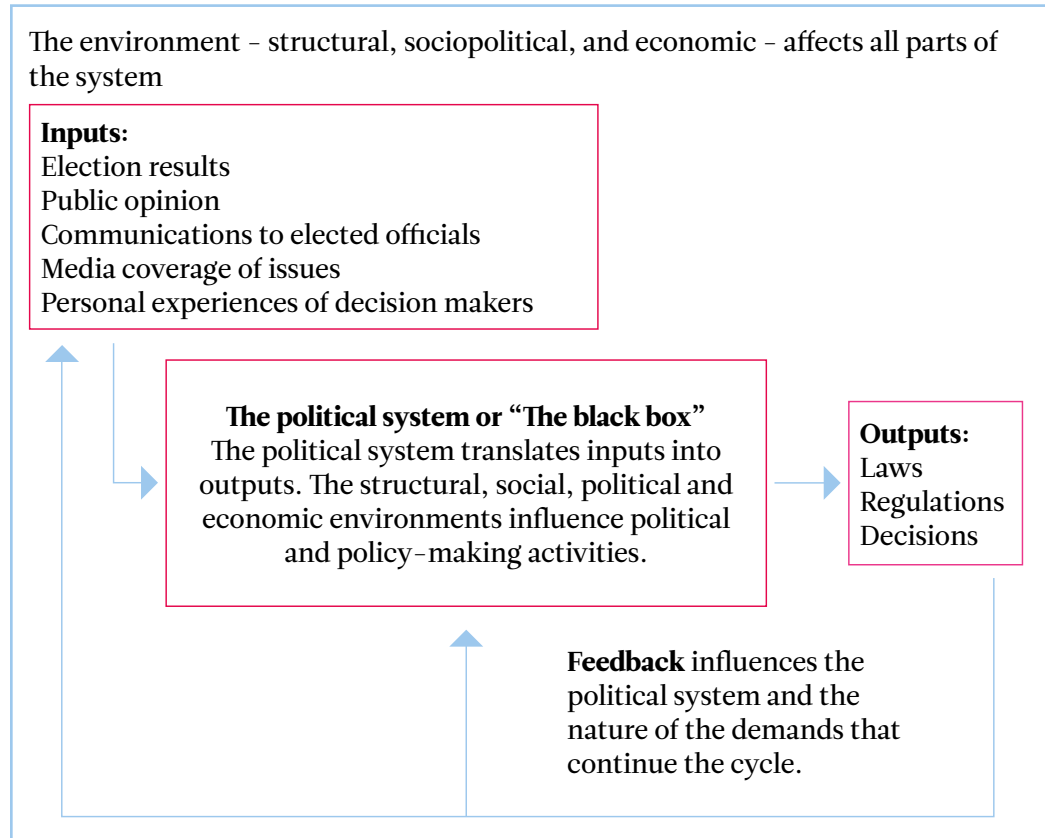 The environment – structural, sociopolitical, and economic – affects all parts of
the system
Inputs:
Election results
Public opinion
Communications to elected officials
Media coverage of issues
Personal experiences of decision makers
The political system or “The black box”
The political system translates inputs into
outputs. The structural, social, political and
economic environments influence political
and policy-making activities.
Outputs:
Laws
Regulations
Decisions
Feedback influences the
political system and the
nature of the demands that
continue the cycle.